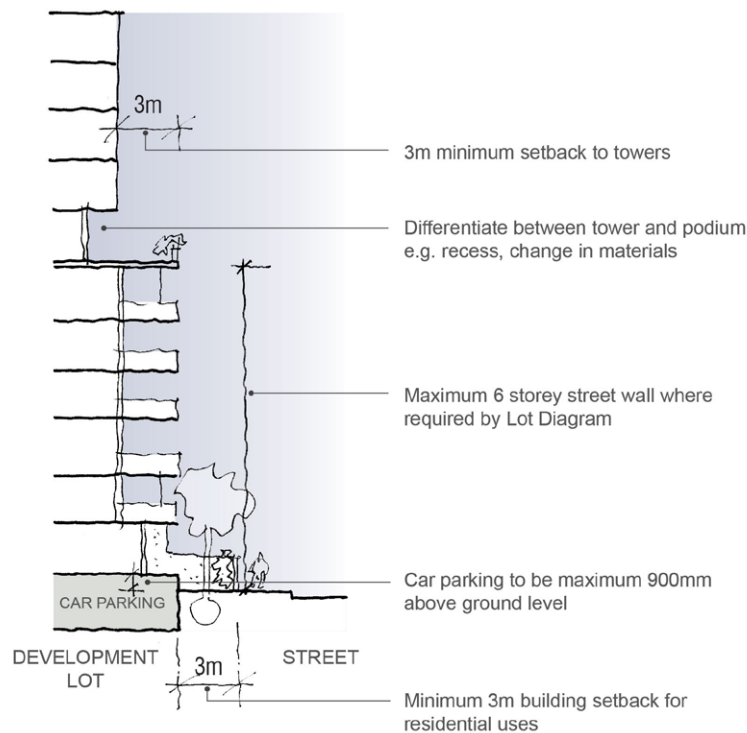 3m
3m minimum setback to towers
Differentiate between tower and podium
e.g. recess, change in materials
Maximum 6 storey street wall where
required by Lot Diagram
Car parking to be maximum 900mm
above ground level
CAR PARKING
DEVELOPMENT
LOT
STREET
3m
Minimum 3m building setback for
residential uses